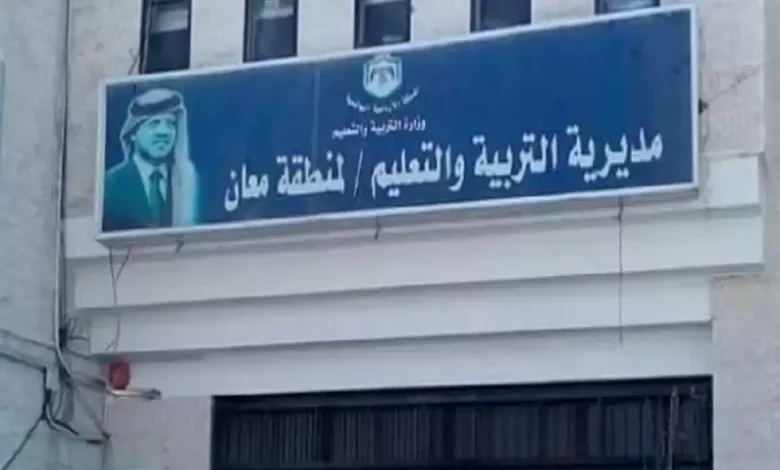 وزارة التربية والتعليم
مديرية التربية والتعليم / لمنطقة معان